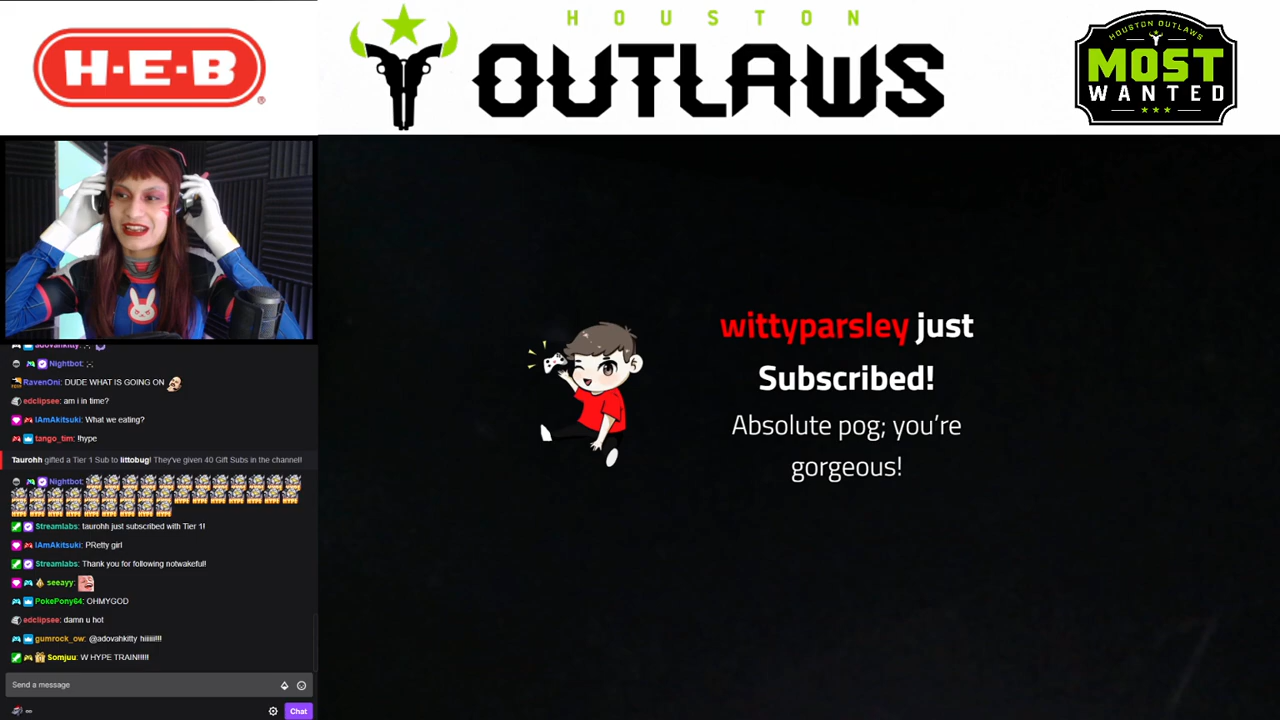 H-E-B
HOUSTON
OUTLAWS
HOUSTON OUTLAWS
MOST
WANTED
adovahkitty: ;-;
Nightbot: ;-;
RavenOni: DUDE WHAT IS GOING ON
edclipsee: am i in time?
IAmAkitsuki: What we eating?
tango_tim: !hype
Taurohh gifted a Tier 1 Sub to littobug! They've given 40 Gift Subs in the channel!
Nightbot:
Streamlabs: taurohh just subscribed with Tier 1!
IAmAkitsuki: PRetty girl
Streamlabs: Thank you for following notwakeful!
seeayy:
PokePony64: OHMYGOD
edclipsee: damn u hot
gumrock_ow: @adovahkitty hiiiiii!!!
Somjuu: W HYPE TRAIN!!!!!
Send a message
Chat
wittyparsley just
Subscribed!
Absolute pog; you're
gorgeous!